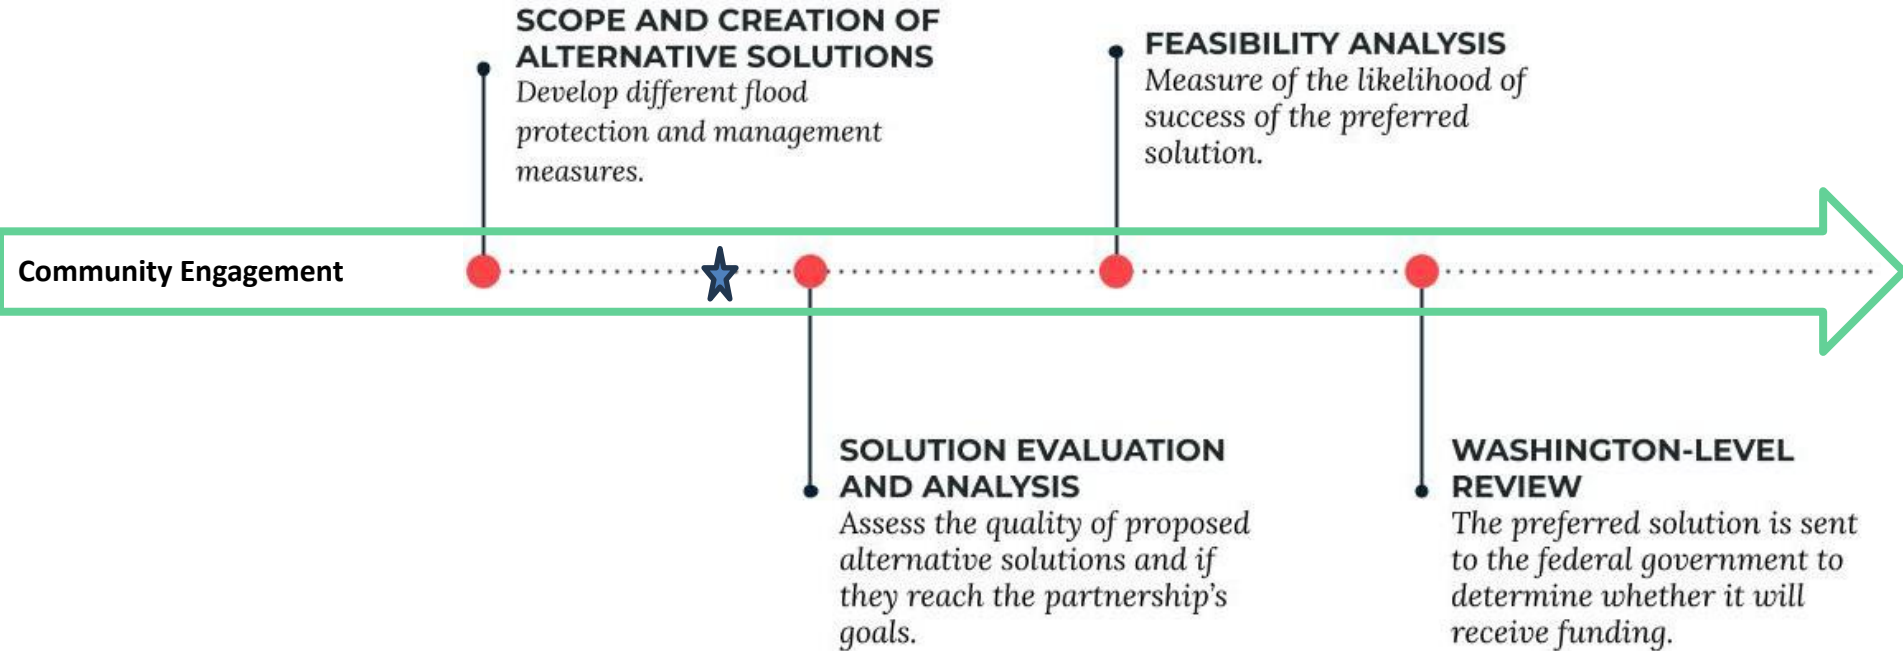 SCOPE AND CREATION OF
ALTERNATIVE SOLUTIONS
Develop different flood
protection and management
measures.
FEASIBILITY ANALYSIS
Measure of the likelihood of
success of the preferred
solution.
Community Engagement
SOLUTION EVALUATION
AND ANALYSIS
Assess the quality of proposed
alternative solutions and if
they reach the partnership's
goals.
WASHINGTON-LEVEL
REVIEW
The preferred solution is sent
to the federal government to
determine whether it will
receive funding.